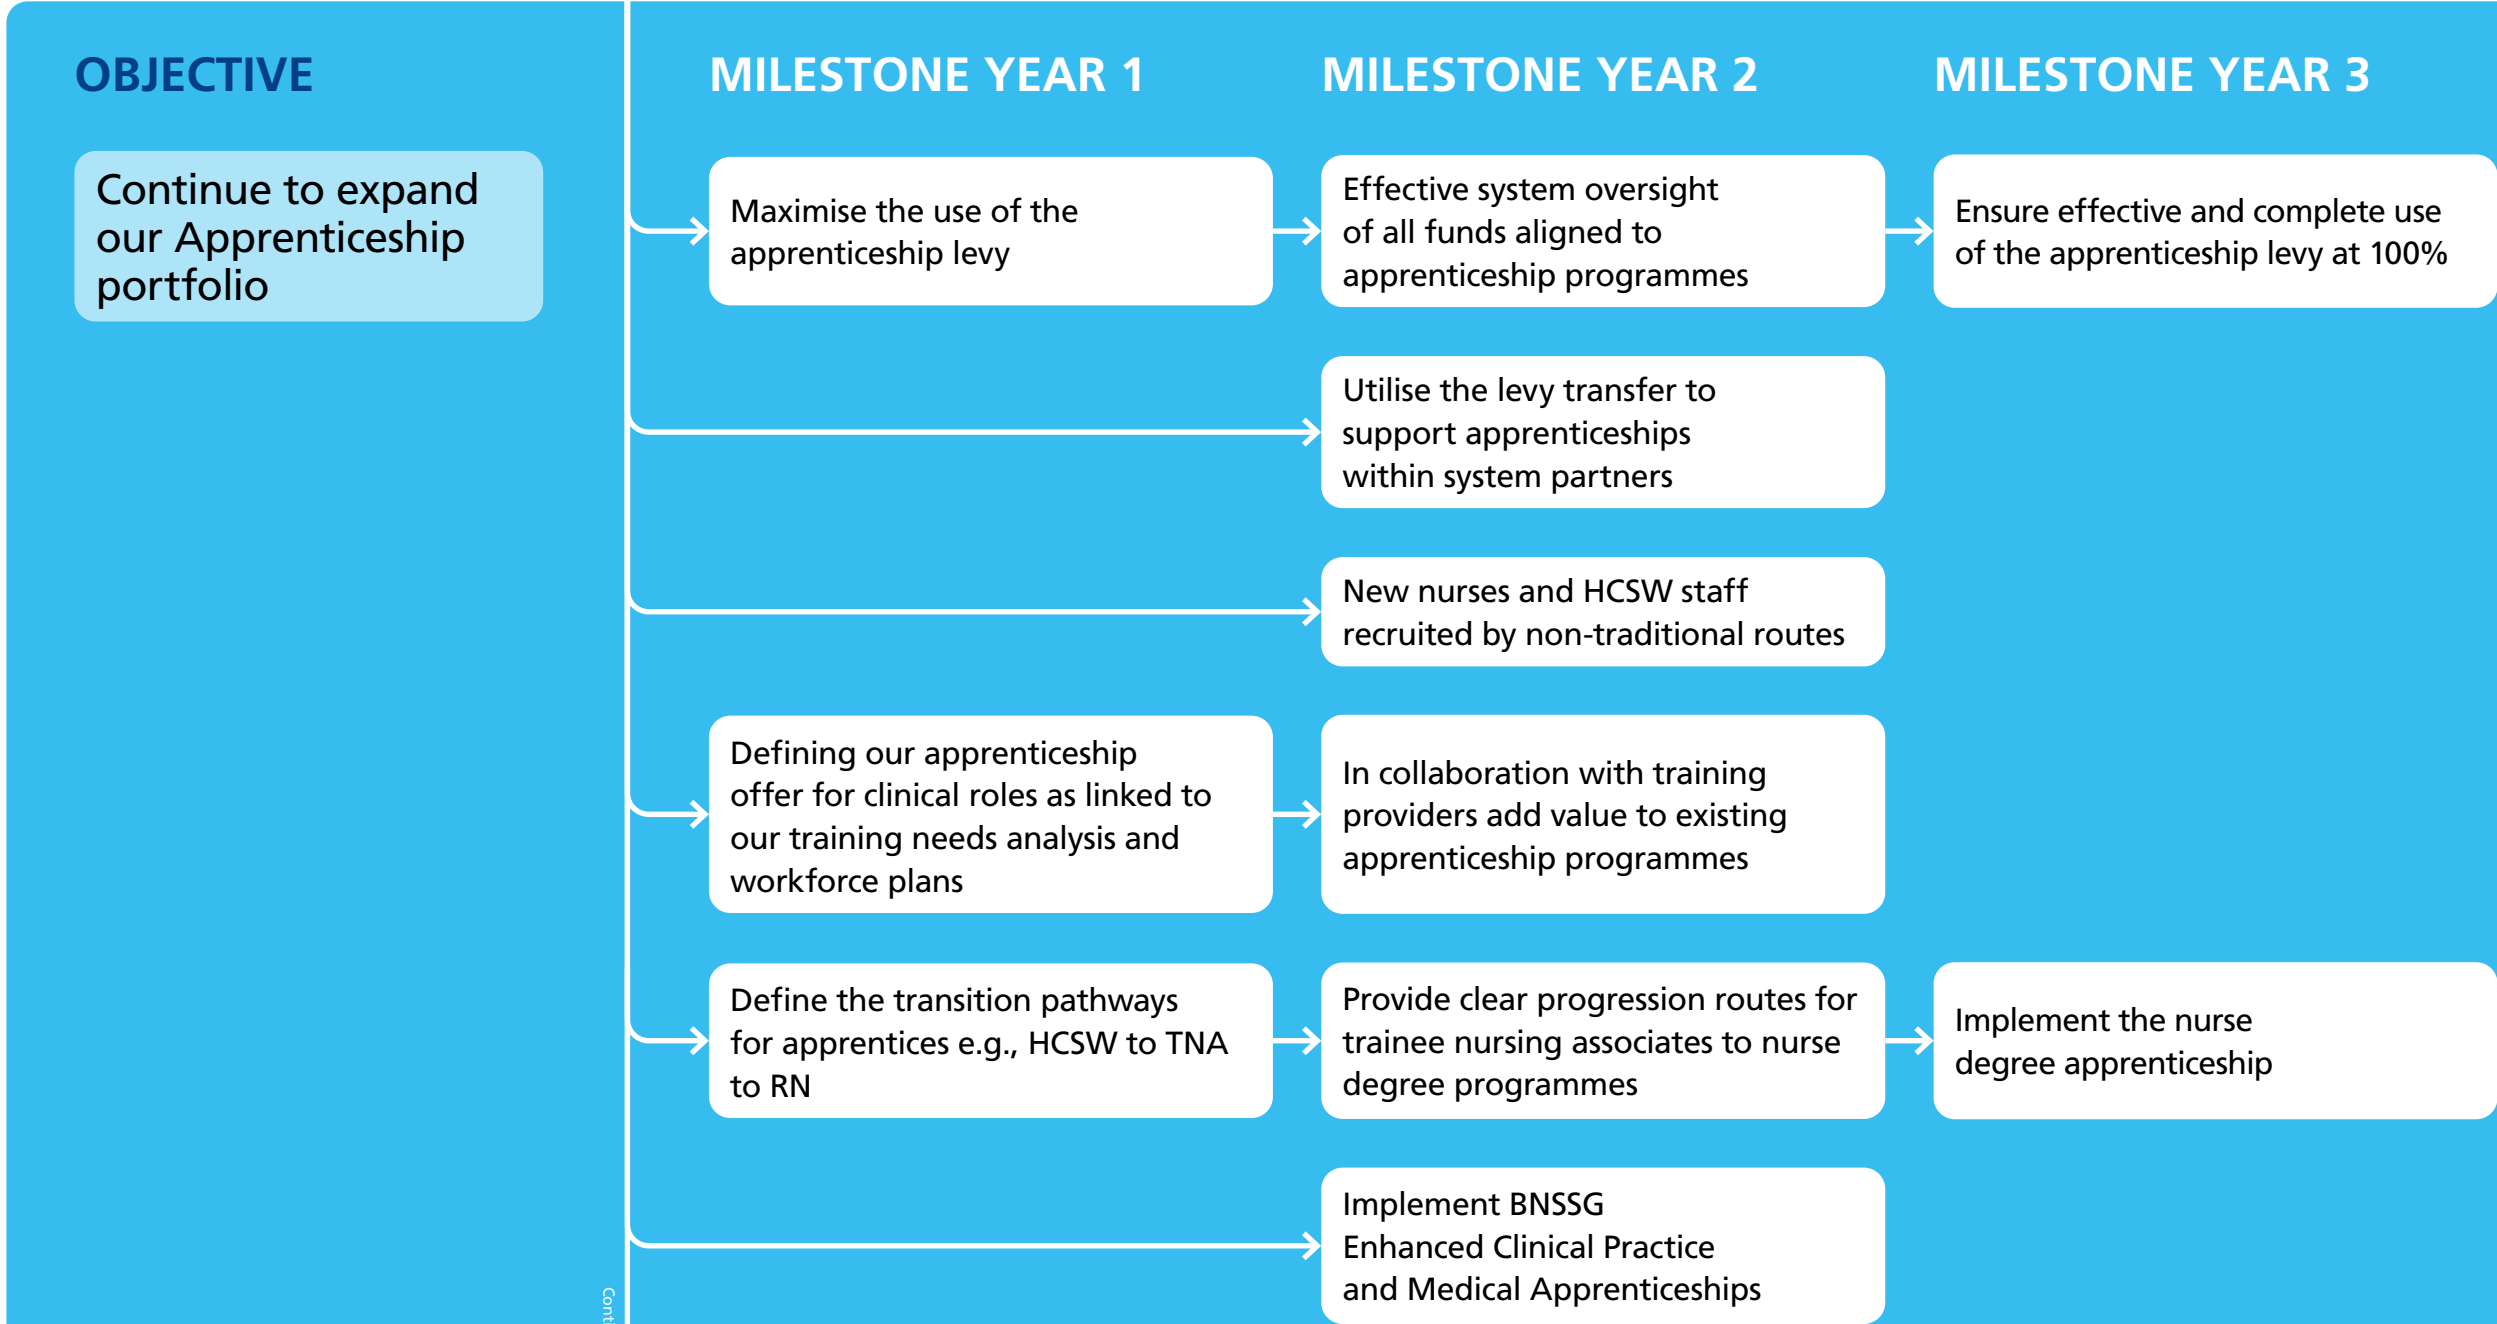 OBJECTIVE
MILESTONE YEAR 1
MILESTONE YEAR 2
MILESTONE YEAR 3
Continue to expand
our Apprenticeship
portfolio
Maximise the use of the
apprenticeship levy
Effective system oversight
of all funds aligned to
apprenticeship programmes
Ensure effective and complete use
of the apprenticeship levy at 100%
Utilise the levy transfer to
support apprenticeships
within system partners
New nurses and HCSW staff
recruited by non-traditional routes
Defining our apprenticeship
offer for clinical roles as linked to
our training needs analysis and
workforce plans
In collaboration with training
providers add value to existing
apprenticeship programmes
Define the transition pathways
for apprentices e.g., HCSW to TNA
to RN
Provide clear progression routes for
trainee nursing associates to nurse
degree programmes
Implement the nurse
degree apprenticeship
Implement BNSSG
Enhanced Clinical Practice
and Medical Apprenticeships